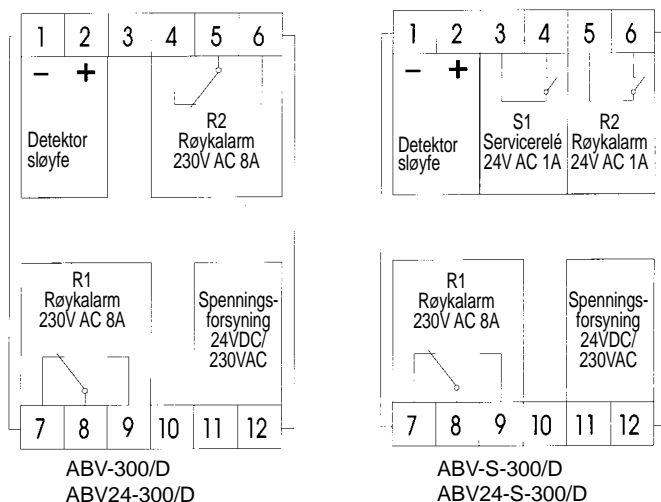 1 2 3 4 5 6
- +
Detektor
sløyfe
R2
Røykalarm
230V AC 8A
R1
Røykalarm
230V AC 8A
Spennings-
forsyning
24VDC/
230VAC
7 8 9 10 11 12
ABV-300/D
ABV24-300/D
1 2 3 4 5 6
- +
Detektor
sløyfe
S1
Servicerelé
24V AC 1A
R2
Røykalarm
24V AC 1A
R1
Røykalarm
230V AC 8A
Spennings-
forsyning
24VDC/
230VAC
7 8 9 10 11 12
ABV-S-300/D
ABV24-S-300/D